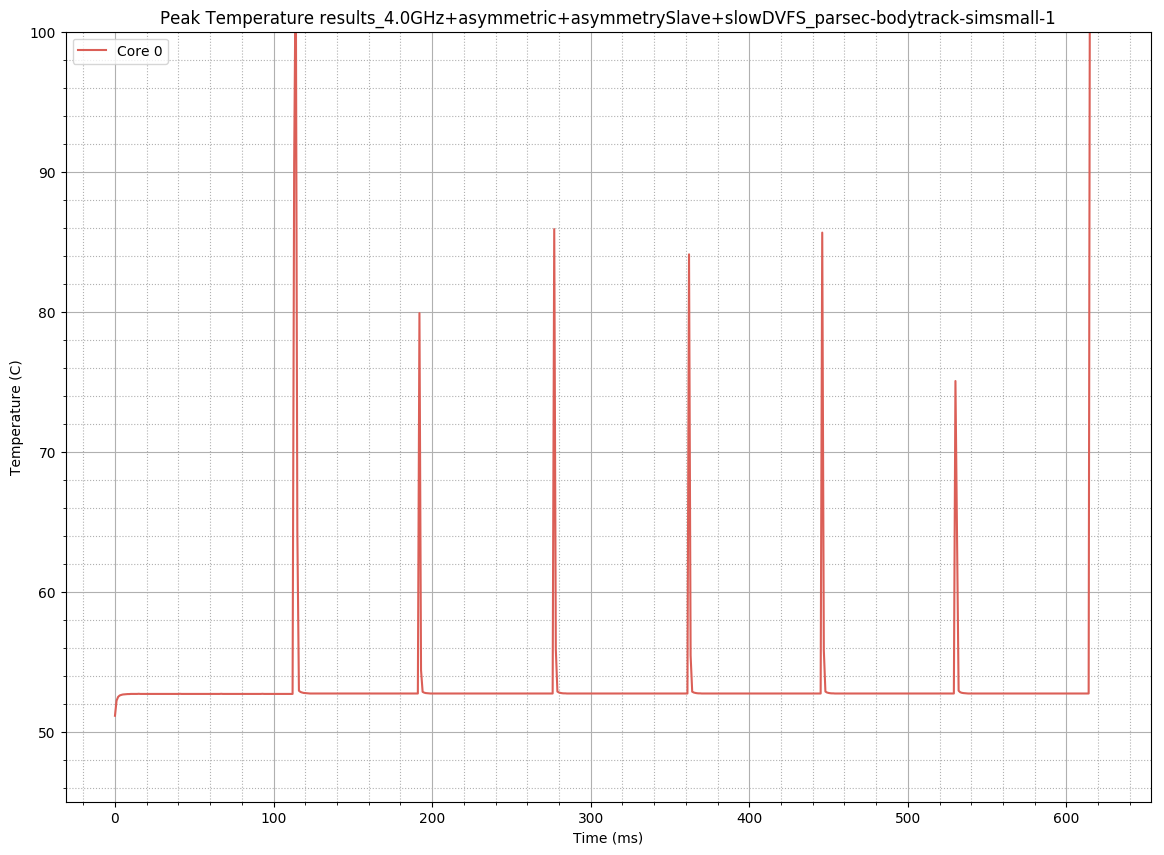 Peak Temperature results_4.0GHz+asymmetric+asymmetrySlave+slowDVFS_parsec-bodytrack-simsmall-1
Core 0
100
90
80
70
60
50
Temperature (C)
0 100 200 300 400 500 600
Time (ms)